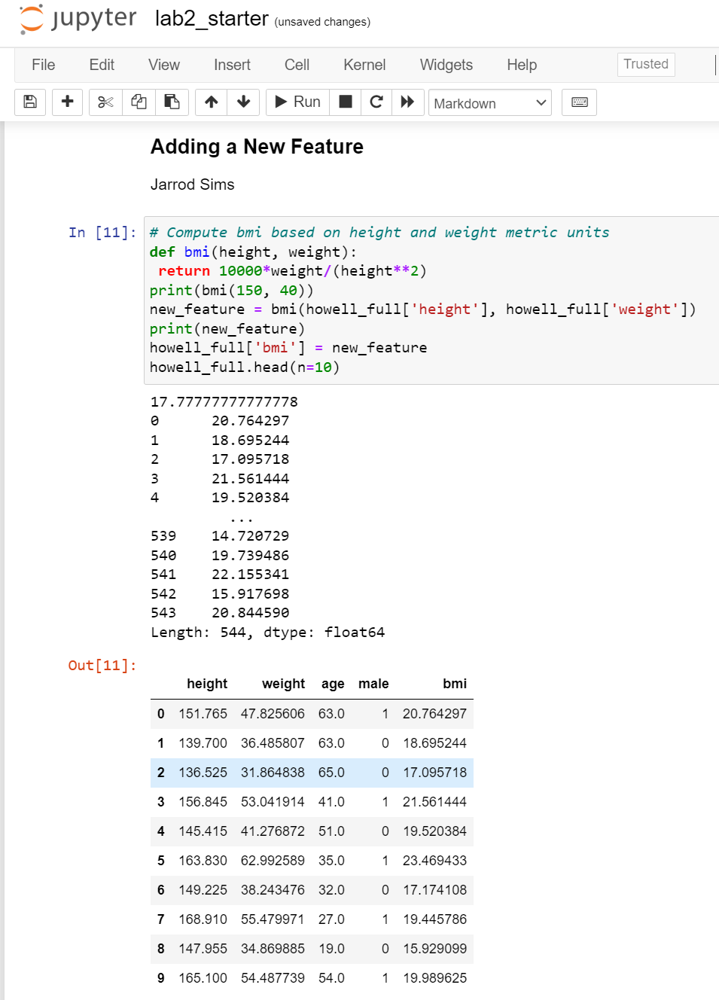 jupyter lab2_starter (unsaved changes)
File Edit View Insert Cell Kernel Widgets Help Trusted
Run Markdown
Adding a New Feature
Jarrod Sims
In [11]: # Compute bmi based on height and weight metric units
def bmi(height, weight):
 return 10000*weight/(height**2)
print(bmi(150, 40))
new_feature = bmi(howell_full['height'], howell_full['weight'])
print(new_feature)
howell_full['bmi'] = new_feature
howell_full.head(n=10)
17.77777777777778
0 20.764297
1 18.695244
2 17.095718
3 21.561444
4 19.520384
...
539 14.720729
540 19.739486
541 22.155341
542 15.917698
543 20.844590
Length: 544, dtype: float64
Out[11]:
height weight age male bmi
0 151.765 47.825606 63.0 1 20.764297
1 139.700 36.485807 63.0 0 18.695244
2 136.525 31.864838 65.0 0 17.095718
3 156.845 53.041914 41.0 1 21.561444
4 145.415 41.276872 51.0 0 19.520384
5 163.830 62.992589 35.0 1 23.469433
6 149.225 38.243476 32.0 0 17.174108
7 168.910 55.479971 27.0 1 19.445786
8 147.955 34.869885 19.0 0 15.929099
9 165.100 54.487739 54.0 1 19.989625